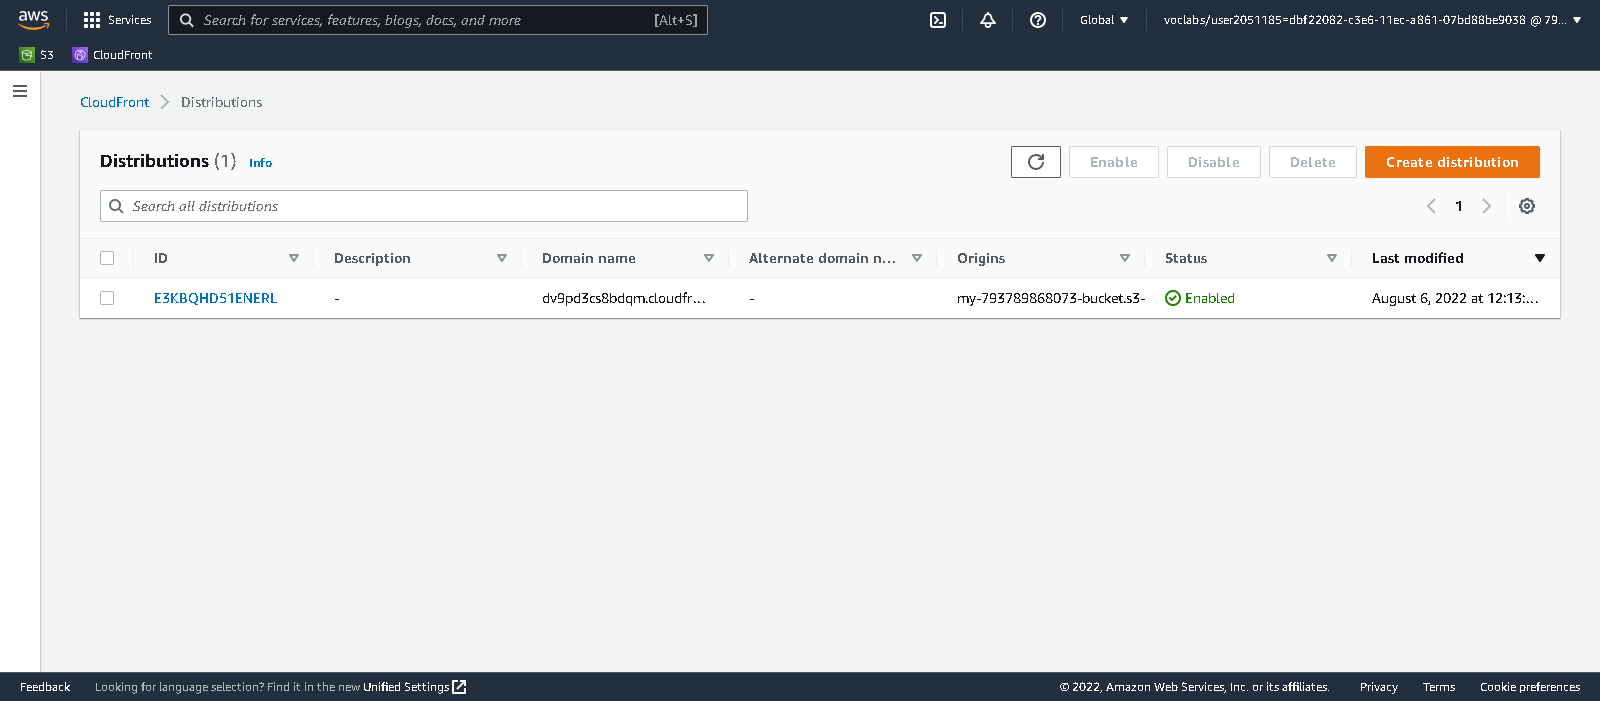 aws Services Search for services, features, blogs, docs, and more [Alt+S] Global voclabs/user2051185=dbf22082-c3e6-11ec-a861-07bd88be9038 @ 79...
S3 CloudFront
CloudFront Distributions
Distributions (1) Info Enable Disable Delete Create distribution
Search all distributions 1
ID Description Domain name Alternate domain n... Origins Status Last modified
E3KBQHD51ENERL - dv9pd3cs8bdqm.cloudfr... - my-793789868073-bucket.s3- Enabled August 6, 2022 at 12:13:...
Feedback Looking for language selection? Find it in the new Unified Settings © 2022, Amazon Web Services, Inc. or its affiliates. Privacy Terms Cookie preferences